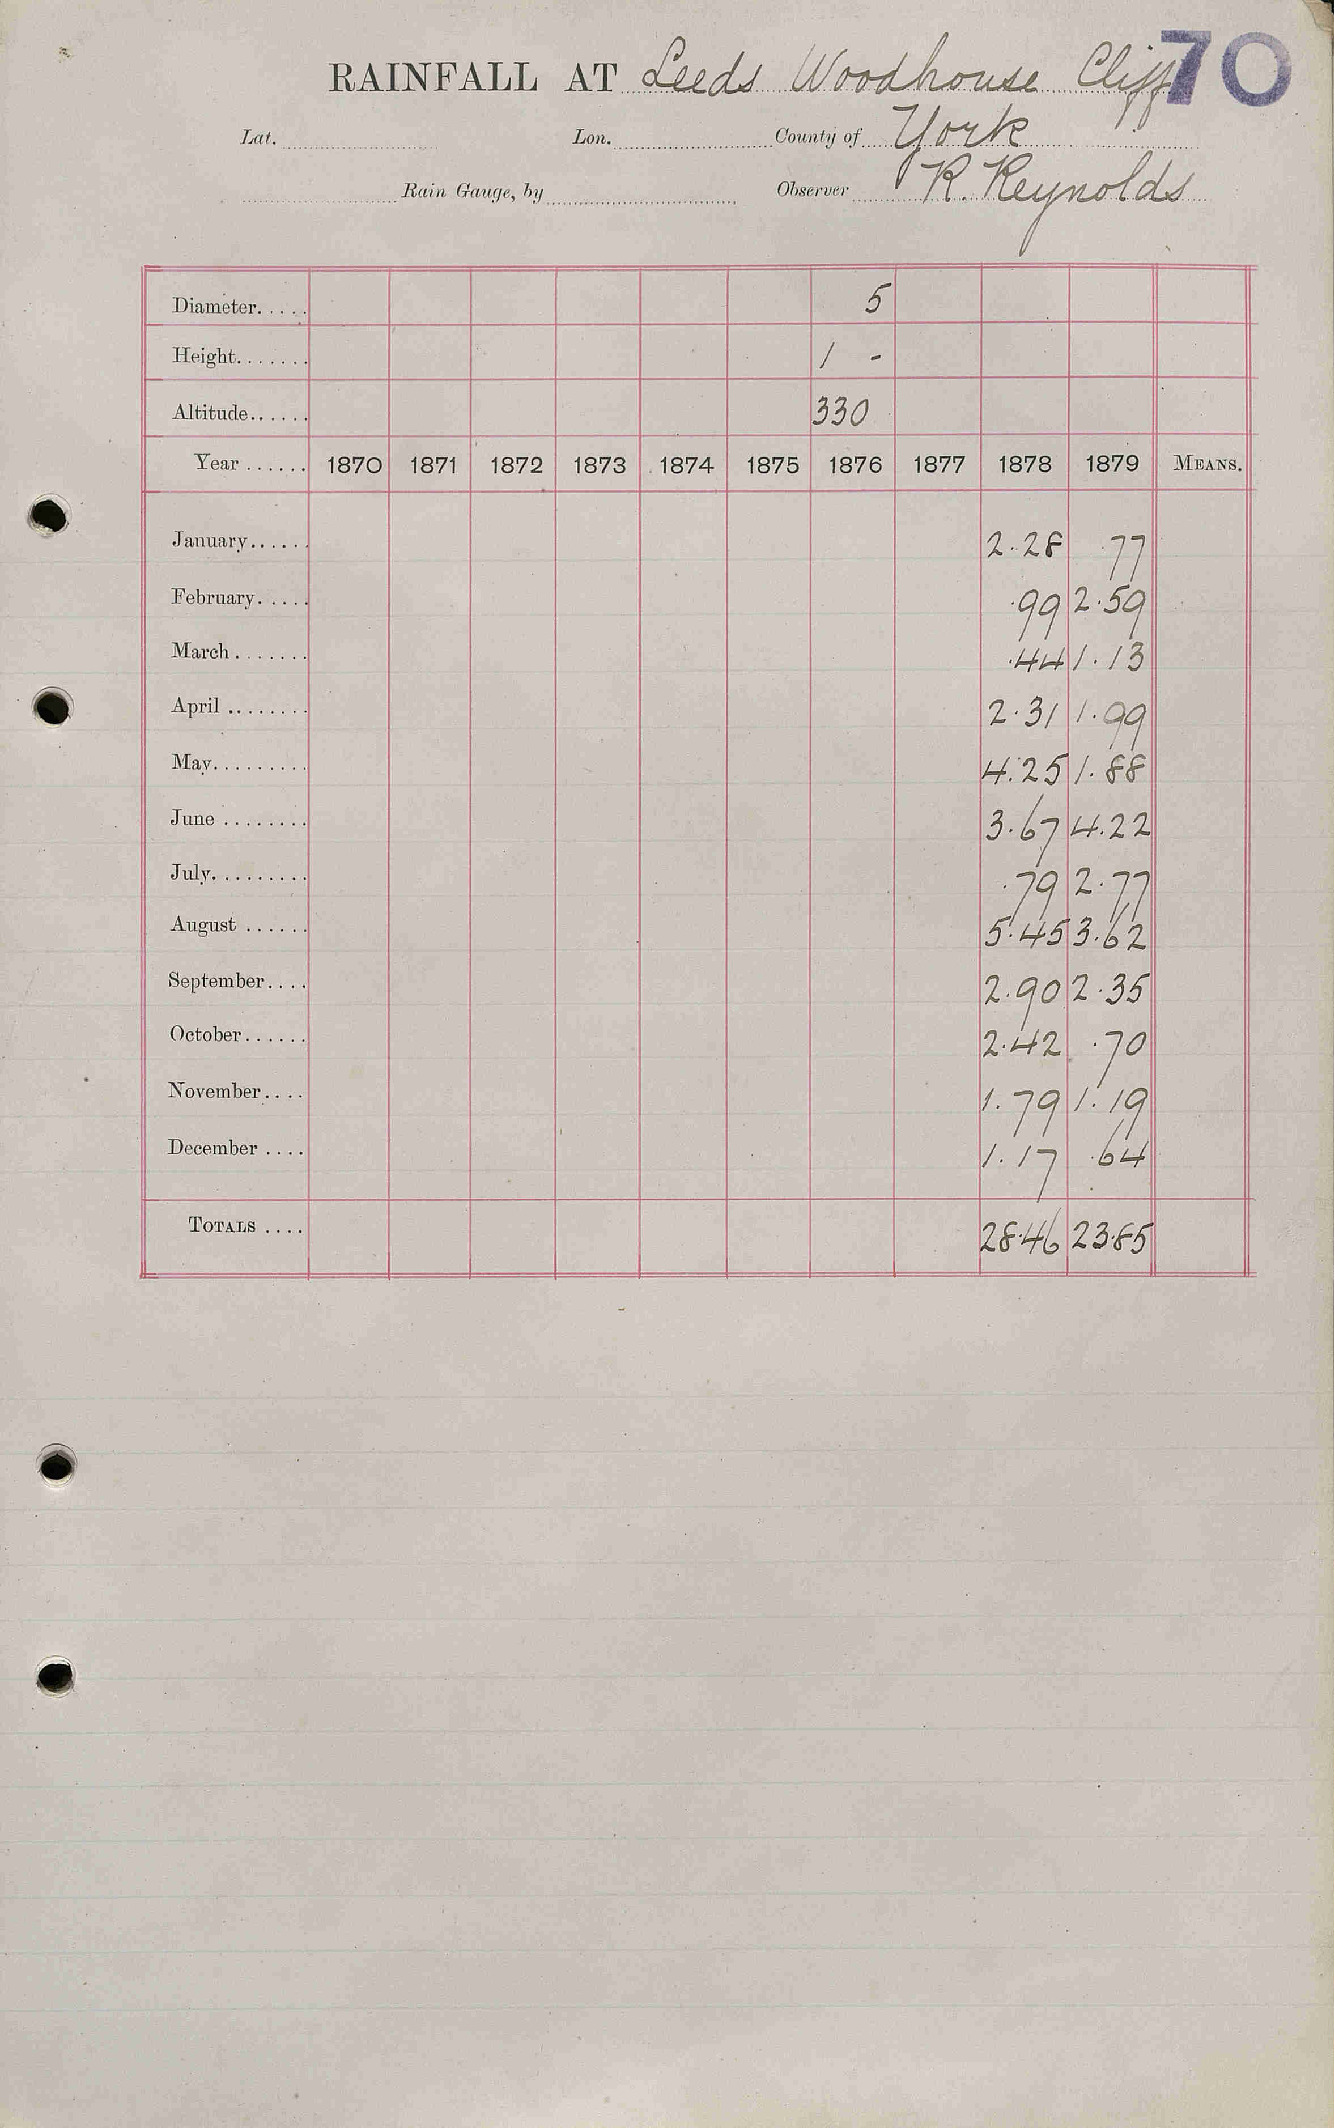 RAINFALL AT Leeds Woodhouse Cliff 70
Lat. Lon. County of York
Rain Gauge, by Observer R. Reynolds
Diameter..... 5
Height....... 1 -
Altitude...... 330
Year ...... 1870 1871 1872 1873 1874 1875 1876 1877 1878 1879 MEANS.
January...... 2.28 .77
February..... .99 2.59
March....... .44 1.13
April ........ 2.31 1.99
May......... 4.25 1.88
June ........ 3.67 4.22
July......... .79 2.77
August ...... 5.45 3.62
September.... 2.90 2.35
October...... 2.42 .70
November.... 1.79 1.19
December .... 1.17 .64
TOTALS .... 28.46 23.85